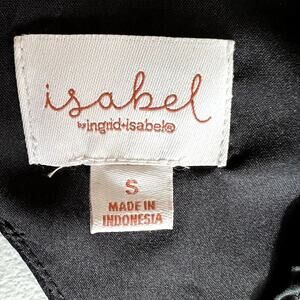 isabel
by ingrid+isabel®
S
MADE IN
INDONESIA